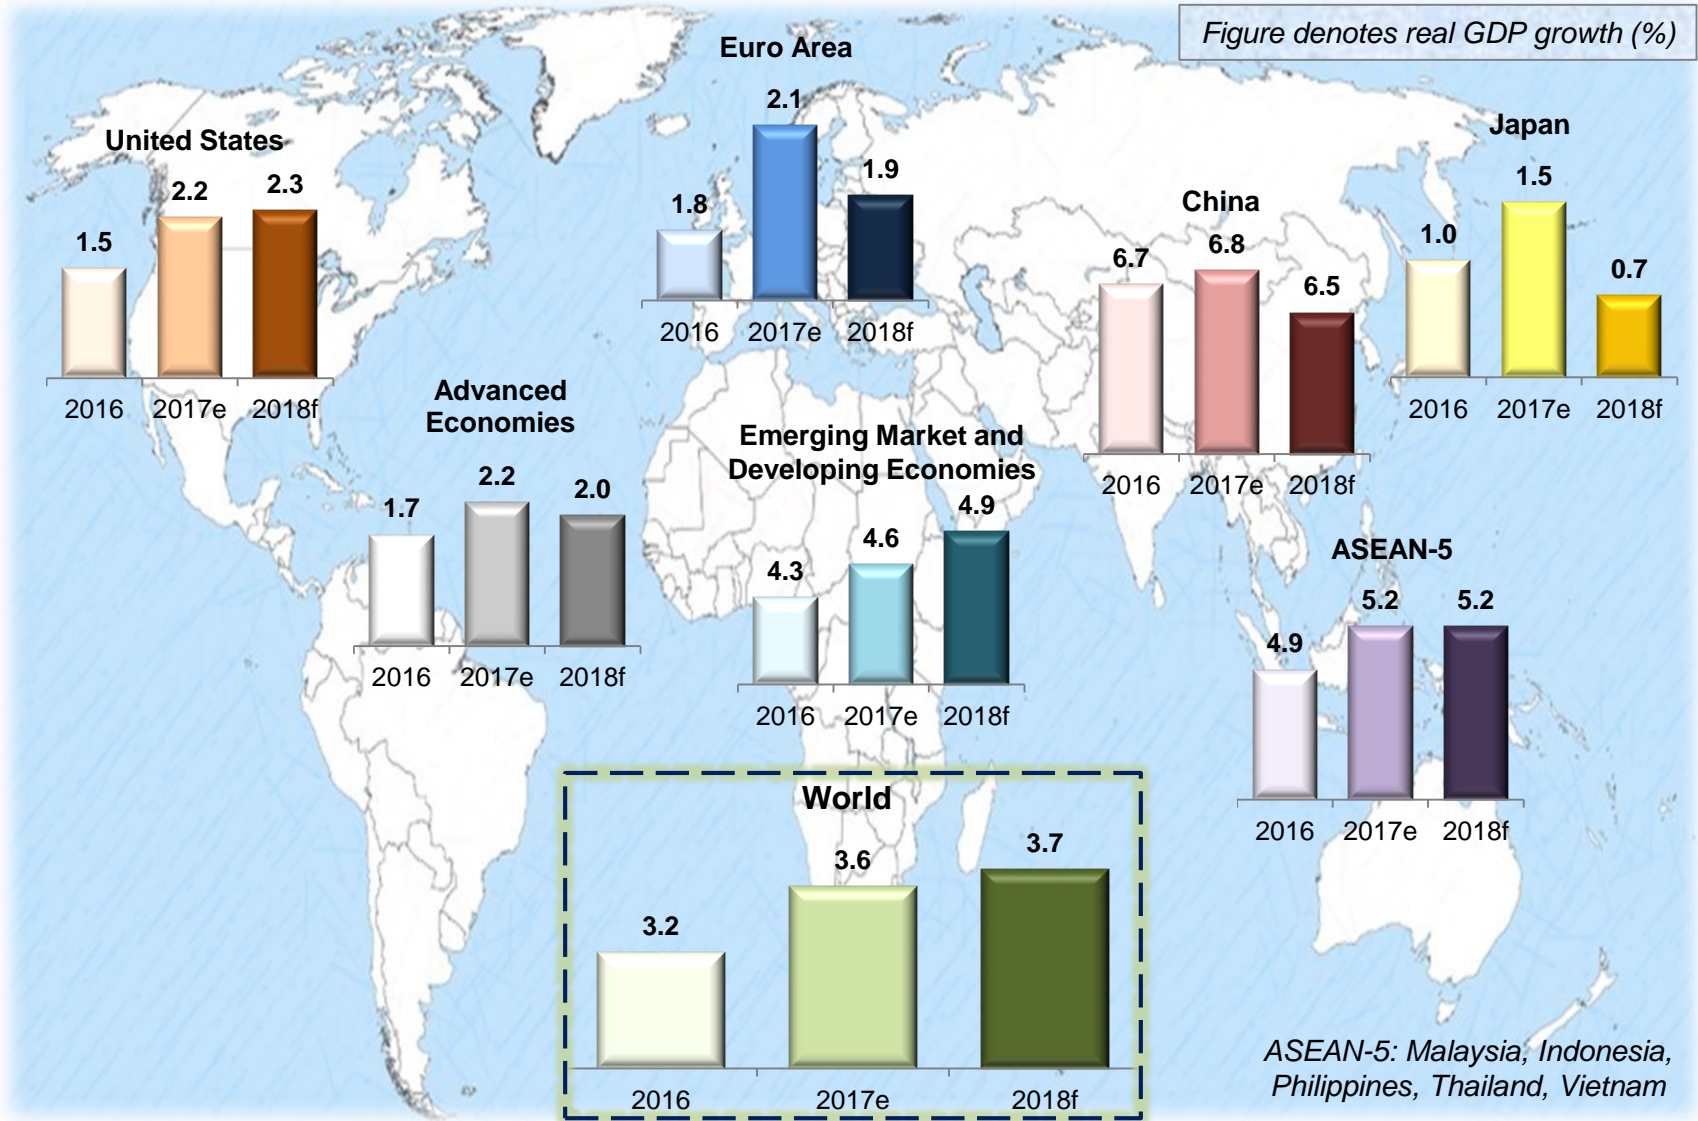 Figure denotes real GDP growth (%)
Euro Area
2.1
1.8
1.9
2016 2017e 2018f
United States
1.5
2.2
2.3
2016 2017e 2018f
Japan
1.0
1.5
0.7
2016 2017e 2018f
China
6.7
6.8
6.5
2016 2017e 2018f
Advanced
Economies
1.7
2.2
2.0
2016 2017e 2018f
Emerging Market and
Developing Economies
4.3
4.6
4.9
2016 2017e 2018f
ASEAN-5
4.9
5.2
5.2
2016 2017e 2018f
World
3.2
3.6
3.7
2016 2017e 2018f
ASEAN-5: Malaysia, Indonesia,
Philippines, Thailand, Vietnam